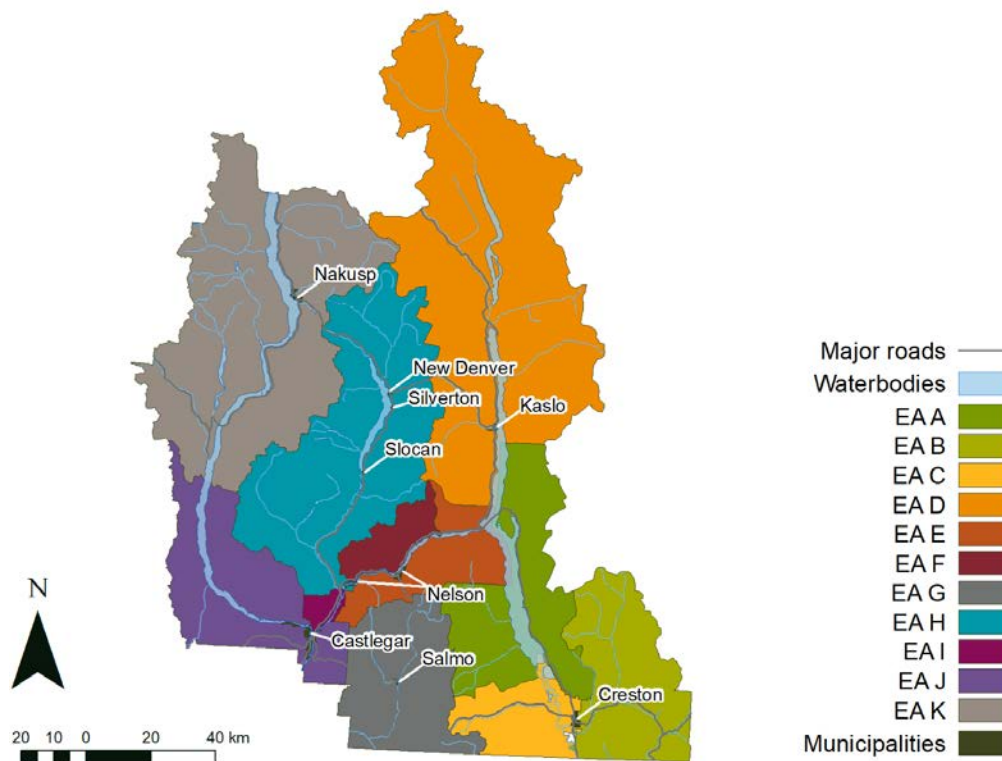 Nakusp
New Denver
Silverton
Kaslo
Slocan
Nelson
Castlegar
Salmo
Creston
N
20 10 0 20 40 km
Major roads
Waterbodies
EA A
EA B
EA C
EA D
EA E
EA F
EA G
EA H
EA I
EA J
EA K
Municipalities